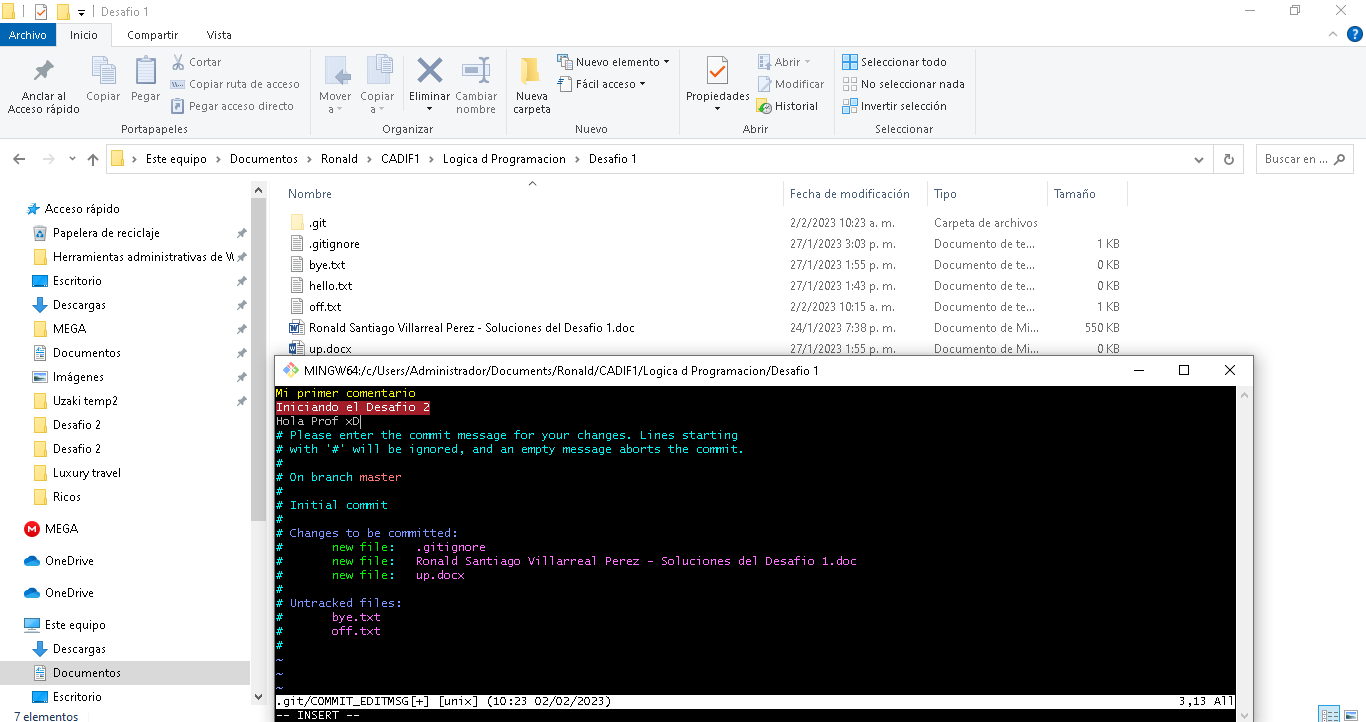 Desafio 1
Archivo Inicio Compartir Vista
Anclar al Acceso rápido
Copiar
Pegar
Cortar
Copiar ruta de acceso
Pegar acceso directo
Portapapeles
Mover a
Copiar a
Eliminar
Cambiar nombre
Organizar
Nueva carpeta
Nuevo elemento
Fácil acceso
Nuevo
Propiedades
Abrir
Modificar
Historial
Abrir
Seleccionar todo
No seleccionar nada
Invertir selección
Seleccionar
Este equipo > Documentos > Ronald > CADIF1 > Logica d Programacion > Desafio 1
Buscar en ...
Acceso rápido
Papelera de reciclaje
Herramientas administrativas de W
Escritorio
Descargas
MEGA
Documentos
Imágenes
Uzaki temp2
Desafio 2
Desafio 2
Luxury travel
Ricos
MEGA
OneDrive
OneDrive
Este equipo
Descargas
Documentos
Escritorio
7 elementos
Nombre Fecha de modificación Tipo Tamaño
.git 2/2/2023 10:23 a. m. Carpeta de archivos
.gitignore 27/1/2023 3:03 p. m. Documento de te... 1 KB
bye.txt 27/1/2023 1:55 p. m. Documento de te... 0 KB
hello.txt 27/1/2023 1:43 p. m. Documento de te... 0 KB
off.txt 2/2/2023 10:15 a. m. Documento de te... 1 KB
Ronald Santiago Villarreal Perez - Soluciones del Desafio 1.doc 24/1/2023 7:38 p. m. Documento de Mi... 550 KB
up.docx 27/1/2023 1:55 p. m. Documento de Mi... 0 KB
MINGW64:/c/Users/Administrador/Documents/Ronald/CADIF1/Logica d Programacion/Desafio 1
Mi primer comentario
Iniciando el Desafio 2
Hola Prof xD
# Please enter the commit message for your changes. Lines starting
# with '#' will be ignored, and an empty message aborts the commit.
#
# On branch master
#
# Initial commit
#
# Changes to be committed:
#       new file:   .gitignore
#       new file:   Ronald Santiago Villarreal Perez - Soluciones del Desafio 1.doc
#       new file:   up.docx
#
# Untracked files:
#       bye.txt
#       off.txt
#
~
~
~
.git/COMMIT_EDITMSG[+] [unix] (10:23 02/02/2023) 3,13 All
-- INSERT --